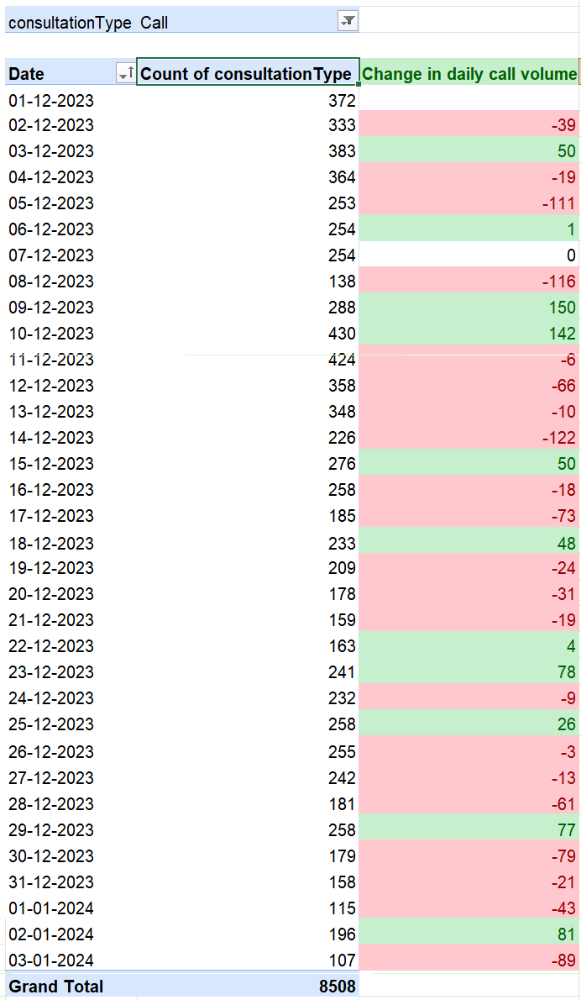 consultationType Call
Date Count of consultationType Change in daily call volume
01-12-2023 372
02-12-2023 333 -39
03-12-2023 383 50
04-12-2023 364 -19
05-12-2023 253 -111
06-12-2023 254 1
07-12-2023 254 0
08-12-2023 138 -116
09-12-2023 288 150
10-12-2023 430 142
11-12-2023 424 -6
12-12-2023 358 -66
13-12-2023 348 -10
14-12-2023 226 -122
15-12-2023 276 50
16-12-2023 258 -18
17-12-2023 185 -73
18-12-2023 233 48
19-12-2023 209 -24
20-12-2023 178 -31
21-12-2023 159 -19
22-12-2023 163 4
23-12-2023 241 78
24-12-2023 232 -9
25-12-2023 258 26
26-12-2023 255 -3
27-12-2023 242 -13
28-12-2023 181 -61
29-12-2023 258 77
30-12-2023 179 -79
31-12-2023 158 -21
01-01-2024 115 -43
02-01-2024 196 81
03-01-2024 107 -89
Grand Total 8508